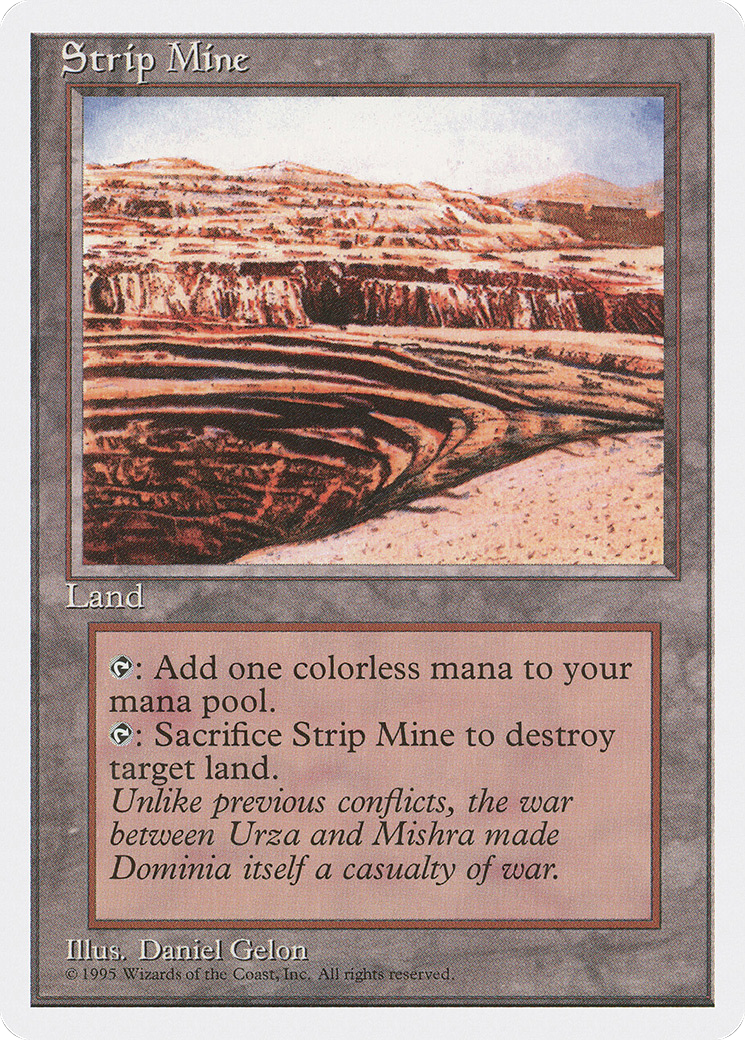 Strip Mine
Land
: Add one colorless mana to your
mana pool.
: Sacrifice Strip Mine to destroy
target land.
Unlike previous conflicts, the war
between Urza and Mishra made
Dominia itself a casualty of war.
Illus. Daniel Gelon
© 1995 Wizards of the Coast, Inc. All rights reserved.